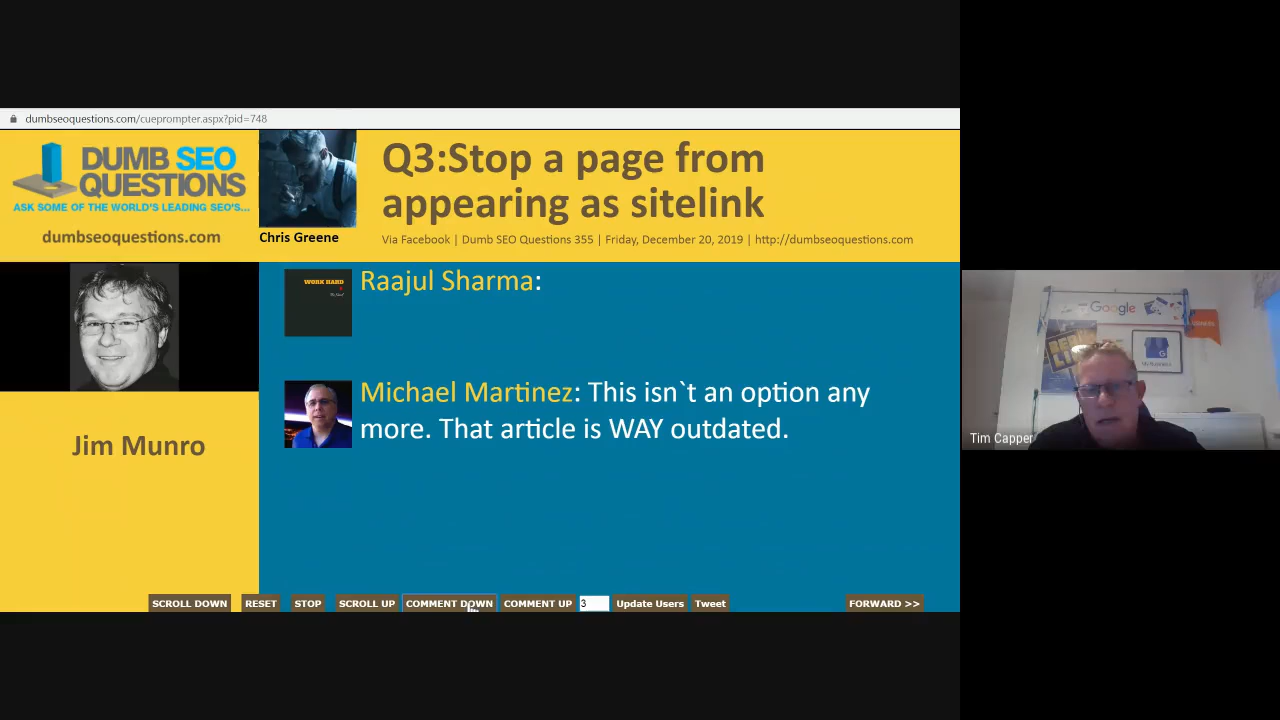 dumbseoquestions.com/cueprompter.aspx?pid=748
DUMB SEO
QUESTIONS
ASK SOME OF THE WORLD'S LEADING SEO'S...
dumbseoquestions.com
Chris Greene
Q3:Stop a page from
appearing as sitelink
Via Facebook | Dumb SEO Questions 355 | Friday, December 20, 2019 | http://dumbseoquestions.com
Jim Munro
WORK HARD
Raajul Sharma:
Michael Martinez: This isn`t an option any
more. That article is WAY outdated.
SCROLL DOWN
RESET
STOP
SCROLL UP
COMMENT DOWN
COMMENT UP
3
Update Users
Tweet
FORWARD >>
Google
Tim Capper